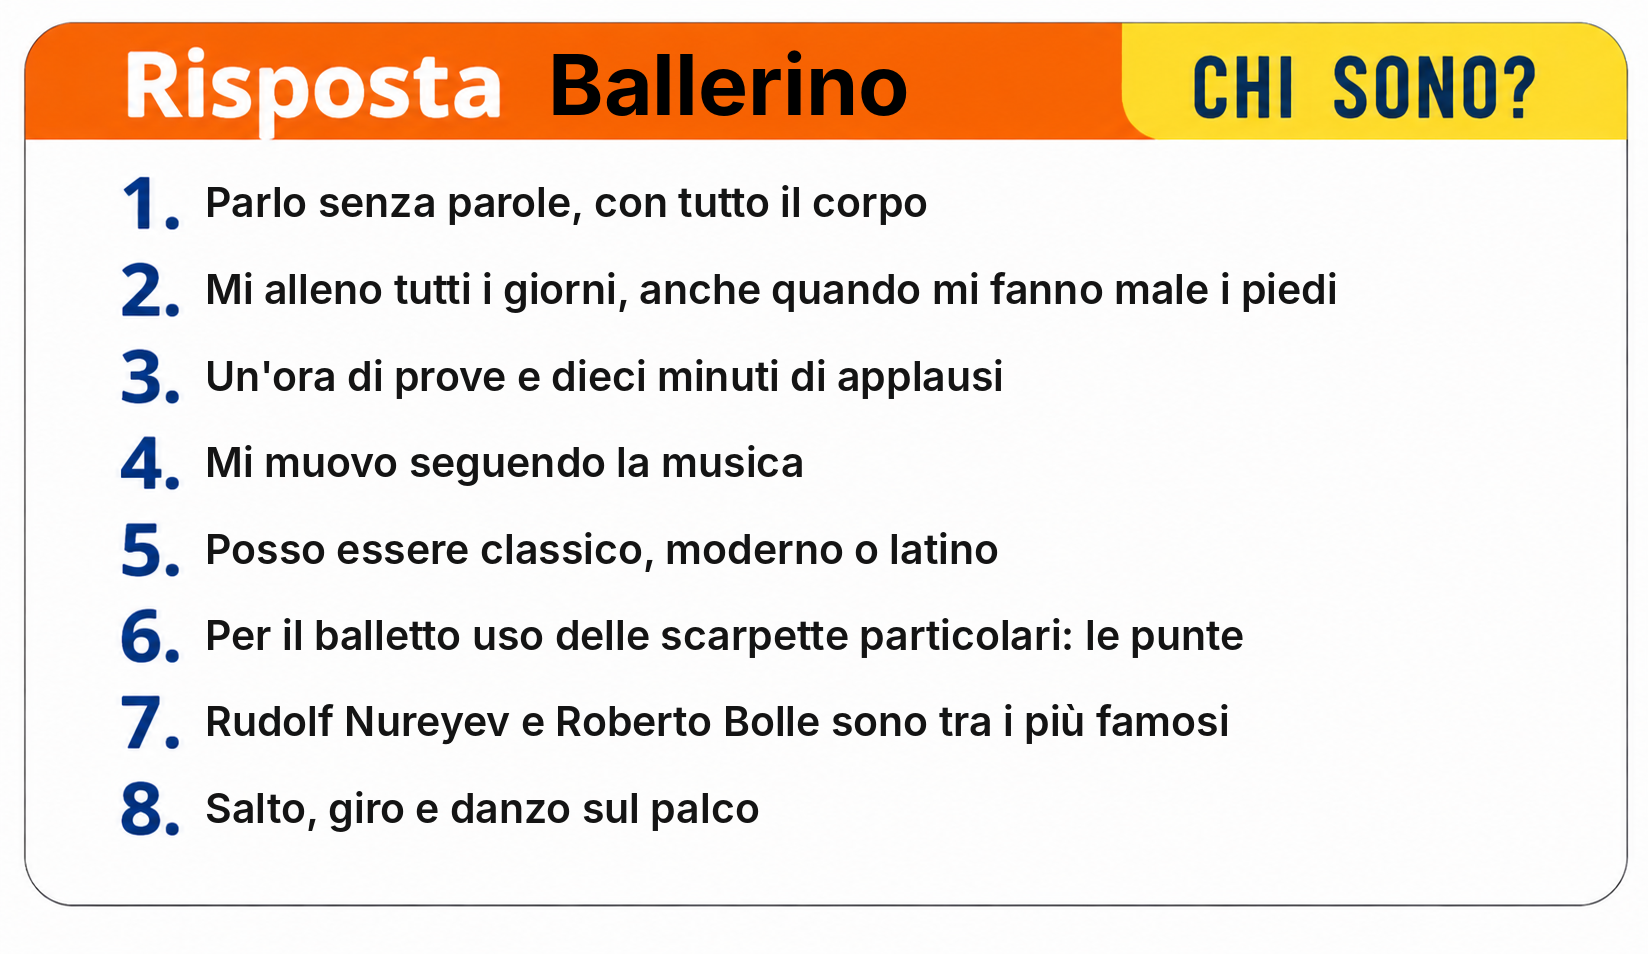 Risposta Ballerino
CHI SONO?
1. Parlo senza parole, con tutto il corpo
2. Mi alleno tutti i giorni, anche quando mi fanno male i piedi
3. Un'ora di prove e dieci minuti di applausi
4. Mi muovo seguendo la musica
5. Posso essere classico, moderno o latino
6. Per il balletto uso delle scarpette particolari: le punte
7. Rudolf Nureyev e Roberto Bolle sono tra i più famosi
8. Salto, giro e danzo sul palco